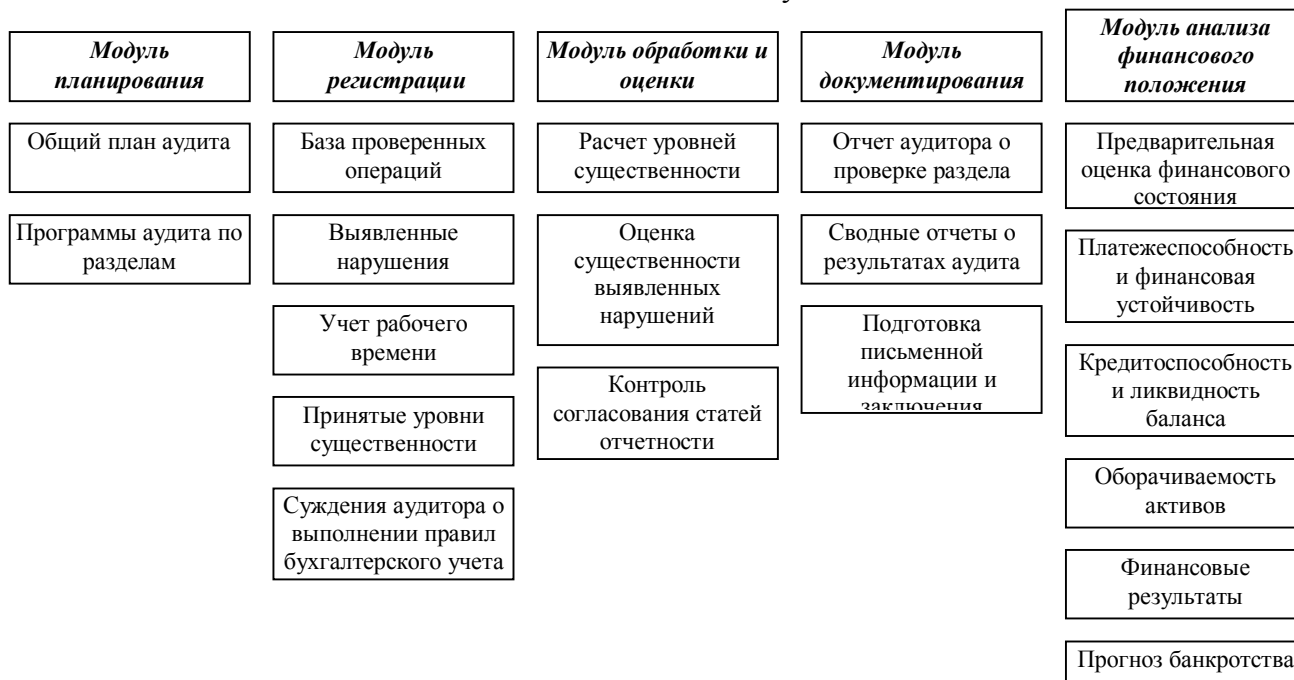 Модуль
планирования
Общий план аудита
Программы аудита по
разделам
Модуль
регистрации
База проверенных
операций
Выявленные
нарушения
Учет рабочего
времени
Принятые уровни
существенности
Суждения аудитора о
выполнении правил
бухгалтерского учета
Модуль обработки и
оценки
Расчет уровней
существенности
Оценка
существенности
выявленных
нарушений
Контроль
согласования статей
отчетности
Модуль
документирования
Отчет аудитора о
проверке раздела
Сводные отчеты о
результатах аудита
Подготовка
письменной
информации и
заключения
Модуль анализа
финансового
положения
Предварительная
оценка финансового
состояния
Платежеспособность
и финансовая
устойчивость
Кредитоспособность
и ликвидность
баланса
Оборачиваемость
активов
Финансовые
результаты
Прогноз банкротства